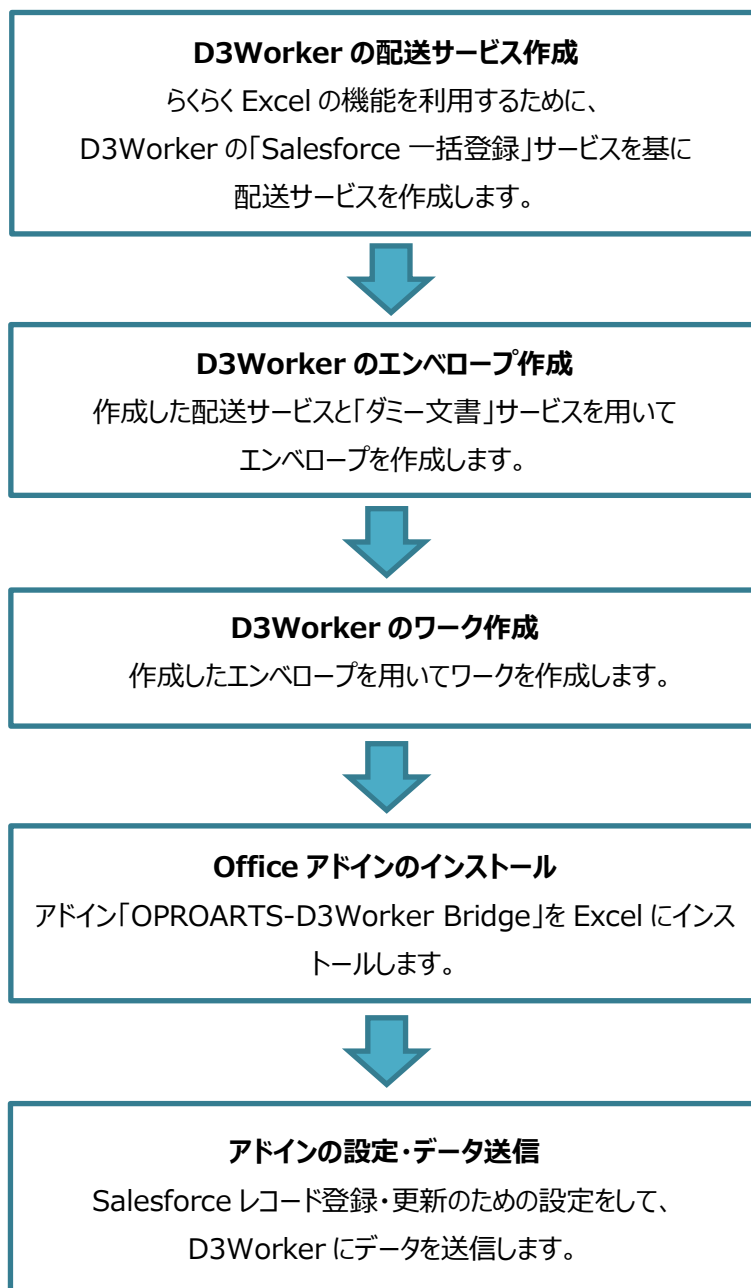 D3Worker の配送サービス作成
らくらく Excel の機能を利用するために、
D3Worker の「Salesforce 一括登録」サービスを基に
配送サービスを作成します。
D3Worker のエンベロープ作成
作成した配送サービスと「ダミー文書」サービスを用いて
エンベロープを作成します。
D3Worker のワーク作成
作成したエンベロープを用いてワークを作成します。
Office アドインのインストール
アドイン「OPROARTS-D3Worker Bridge」を Excel にインス
トールします。
アドインの設定・データ送信
Salesforce レコード登録・更新のための設定をして、
D3Worker にデータを送信します。